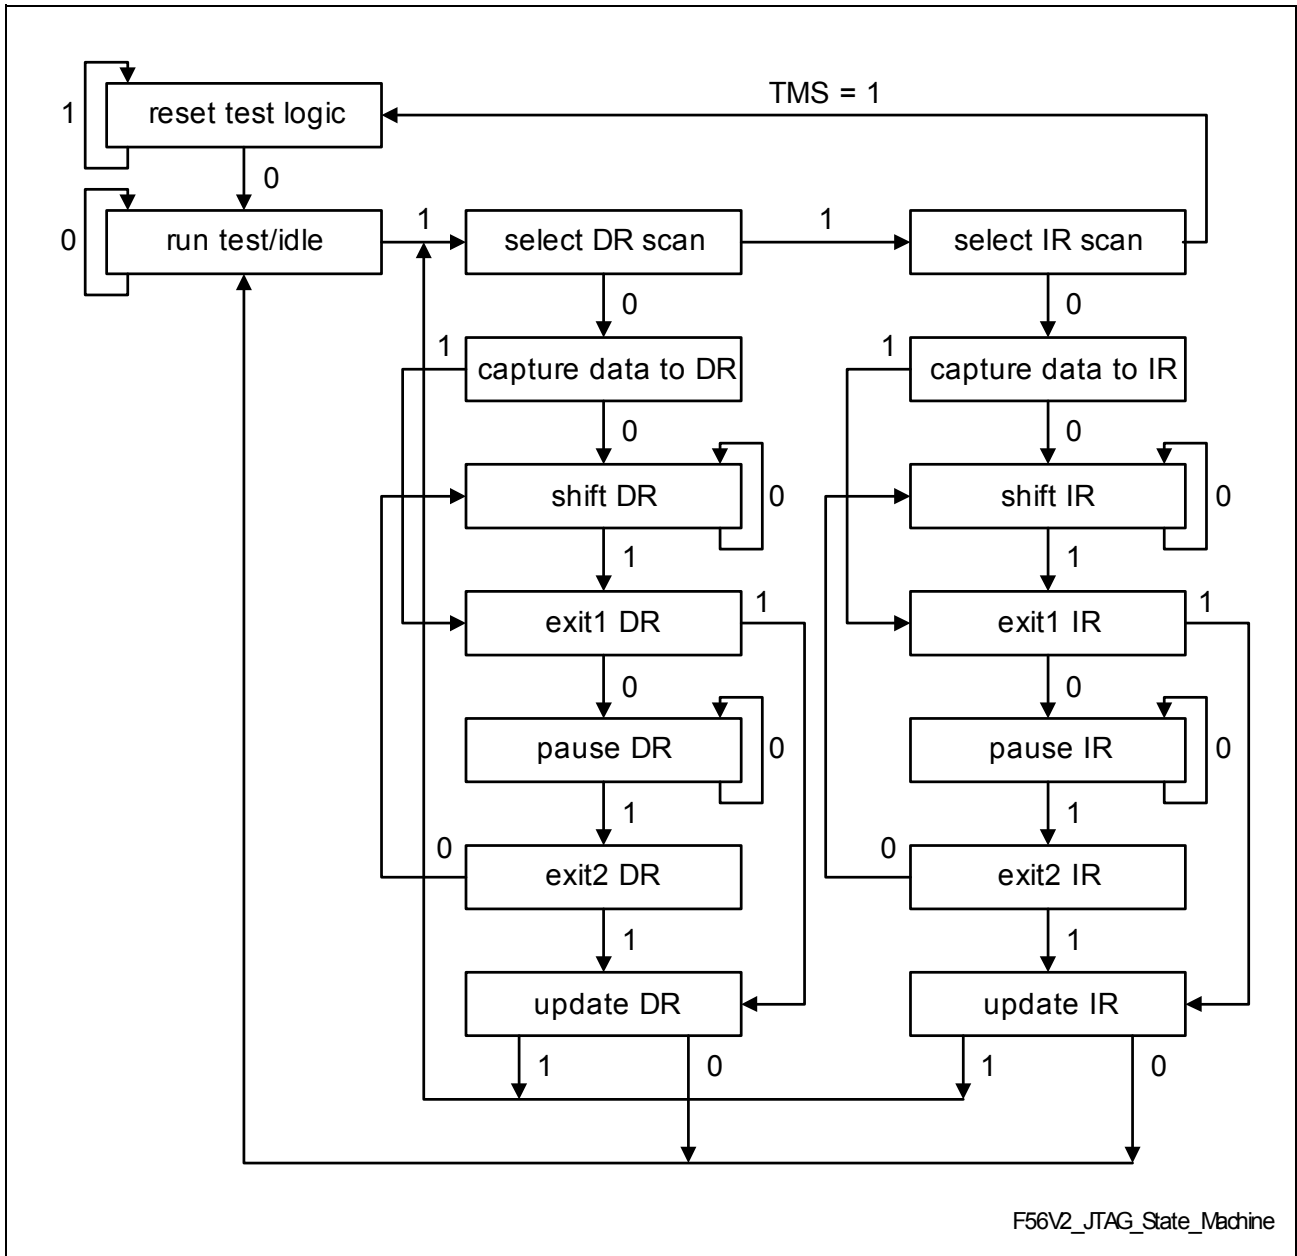 TMS = 1
1
reset test logic
0
0
run test/idle
1
select DR scan
1
select IR scan
0
0
1
capture data to DR
1
capture data to IR
0
0
shift DR
0
shift IR
0
1
1
exit1 DR
1
exit1 IR
1
0
0
pause DR
0
pause IR
0
1
1
0
exit2 DR
0
exit2 IR
1
1
update DR
update IR
1
0
1
0
F56V2_JTAG_State_Machine